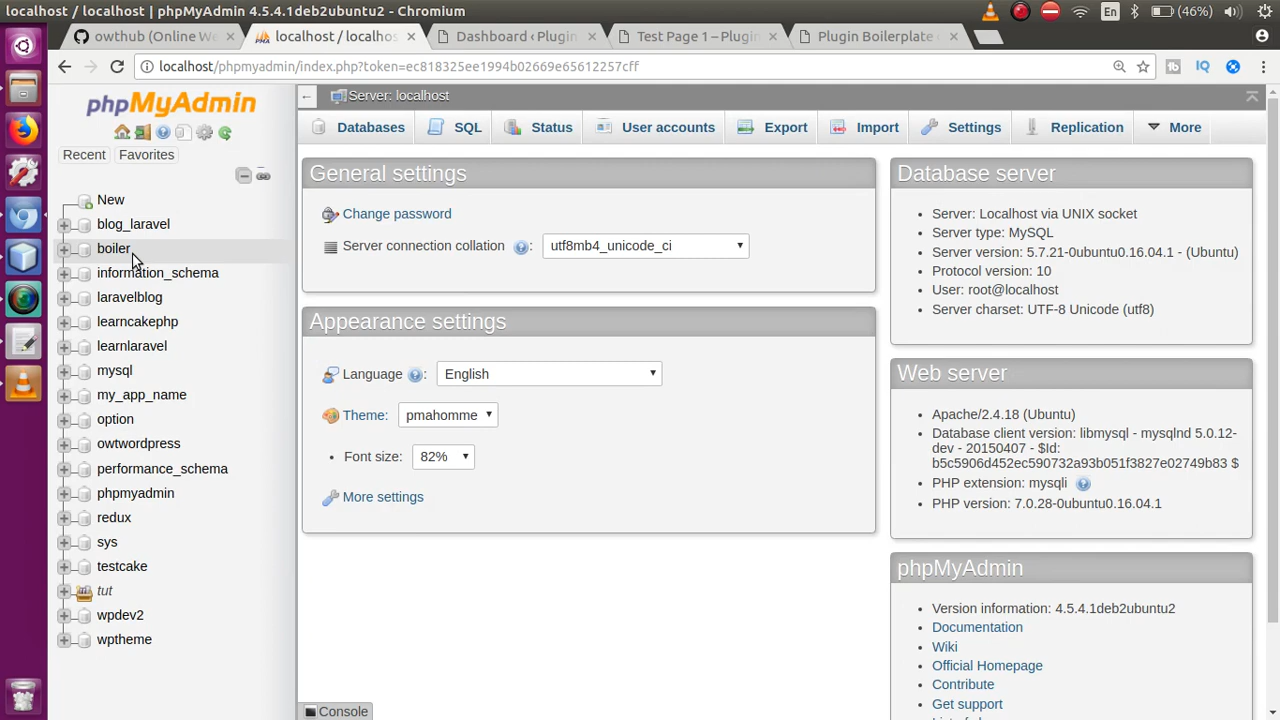 localhost / localhost | phpMyAdmin 4.5.4.1deb2ubuntu2 - Chromium
En
(46%)
owthub (Online We
localhost / localhos
Dashboard ‹ Plugin
Test Page 1 – Plugin
Plugin Boilerplate
localhost/phpmyadmin/index.php?token=ec818325ee1994b02669e65612257cff
IQ
phpMyAdmin
Recent
Favorites
New
blog_laravel
boiler
information_schema
laravelblog
learncakephp
learnlaravel
mysql
my_app_name
option
owtwordpress
performance_schema
phpmyadmin
redux
sys
testcake
tut
wpdev2
wptheme
Server: localhost
Databases
SQL
Status
User accounts
Export
Import
Settings
Replication
More
General settings
Change password
Server connection collation
utf8mb4_unicode_ci
Appearance settings
Language
:
English
Theme:
pmahomme
• Font size:
82%
More settings
Database server
• Server: Localhost via UNIX socket
• Server type: MySQL
• Server version: 5.7.21-0ubuntu0.16.04.1 - (Ubuntu)
• Protocol version: 10
• User: root@localhost
• Server charset: UTF-8 Unicode (utf8)
Web server
• Apache/2.4.18 (Ubuntu)
• Database client version: libmysql - mysqlnd 5.0.12-
dev - 20150407 - $Id:
b5c5906d452ec590732a93b051f3827e02749b83 $
• PHP extension: mysqli
• PHP version: 7.0.28-0ubuntu0.16.04.1
phpMyAdmin
• Version information: 4.5.4.1deb2ubuntu2
• Documentation
• Wiki
• Official Homepage
• Contribute
• Get support
Console